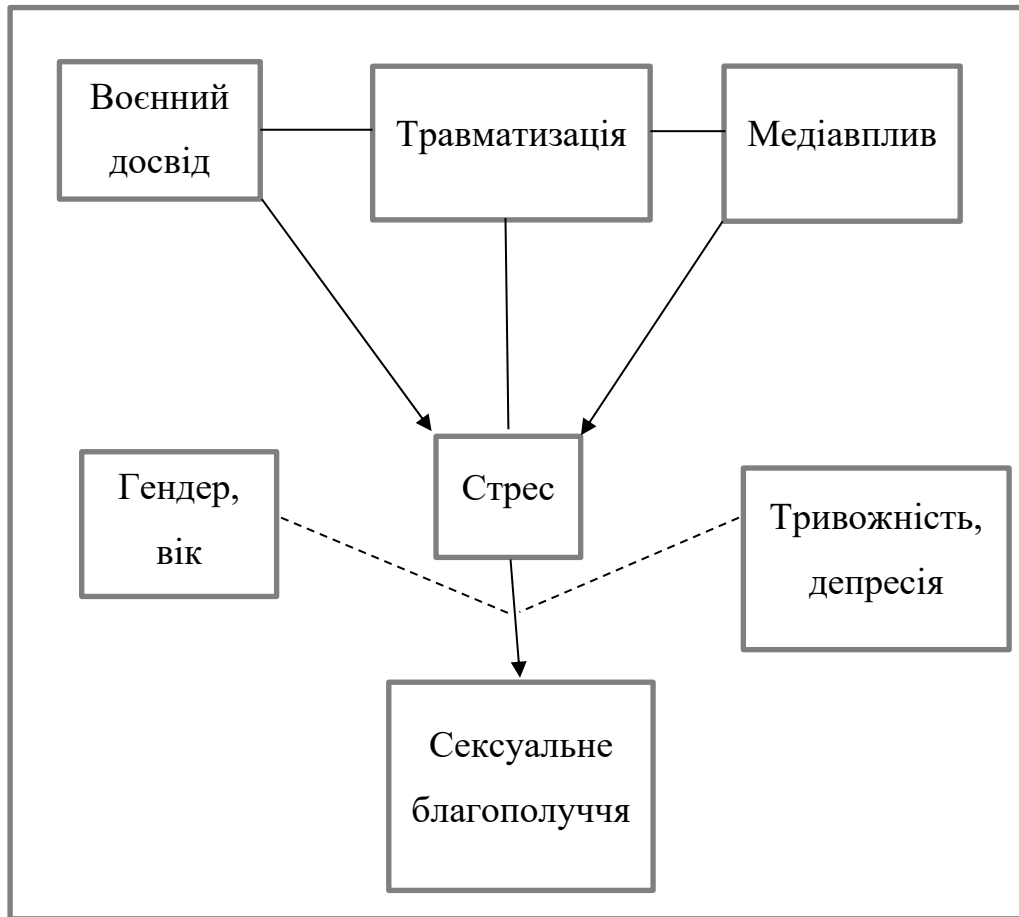 Воєнний
досвід
Травматизація
Медіавплив
Стрес
Гендер,
вік
Тривожність,
депресія
Сексуальне
благополуччя